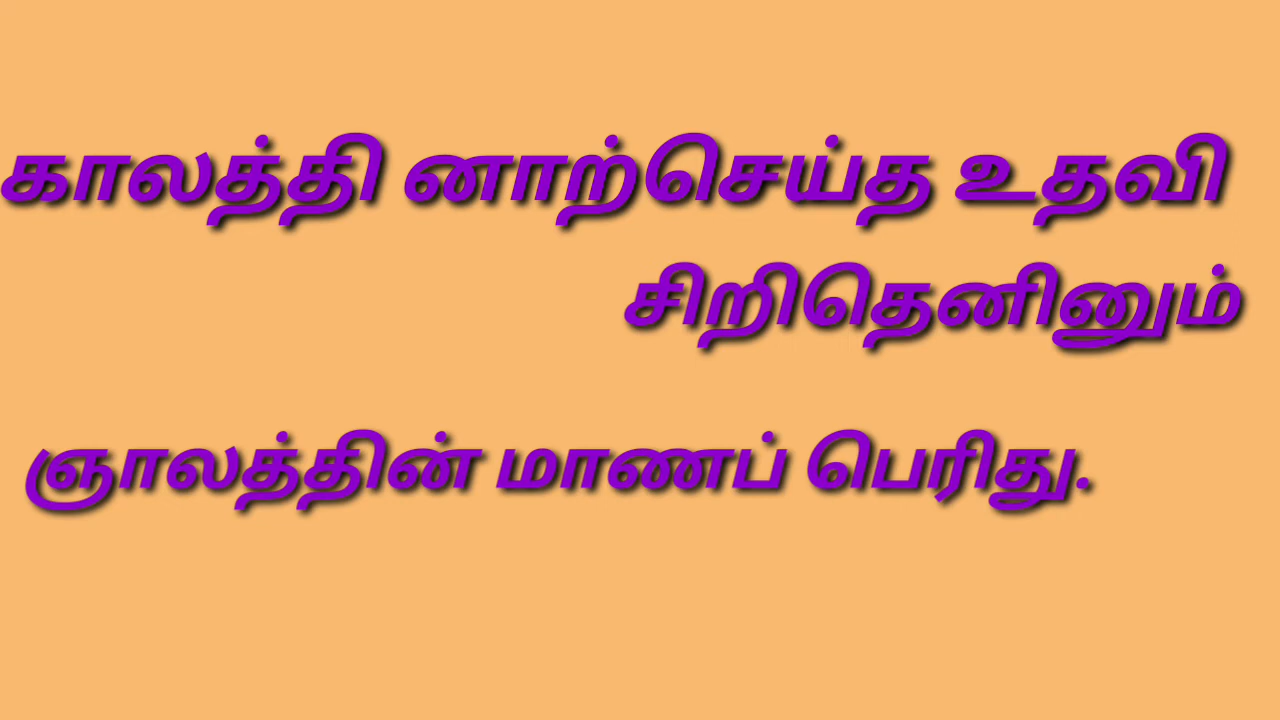 காலத்தி னாற்செய்த உதவி
சிறிதெனினும்
ஞாலத்தின் மாணப் பெரிது.